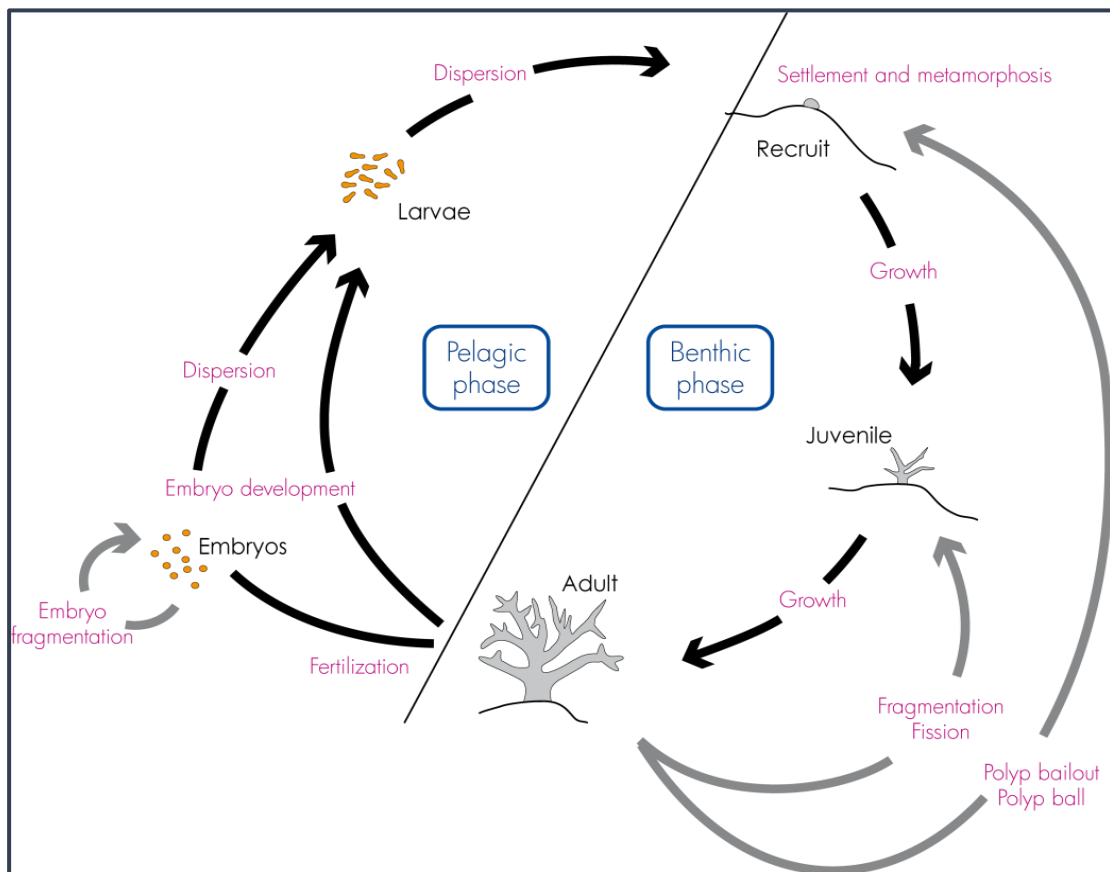 Dispersion
Settlement and metamorphosis
Recruit
Larvae
Growth
Pelagic
phase
Benthic
phase
Dispersion
Juvenile
Embryo development
Embryos
Adult
Growth
Embryo
fragmentation
Fertilization
Fragmentation
Fission
Polyp bailout
Polyp ball